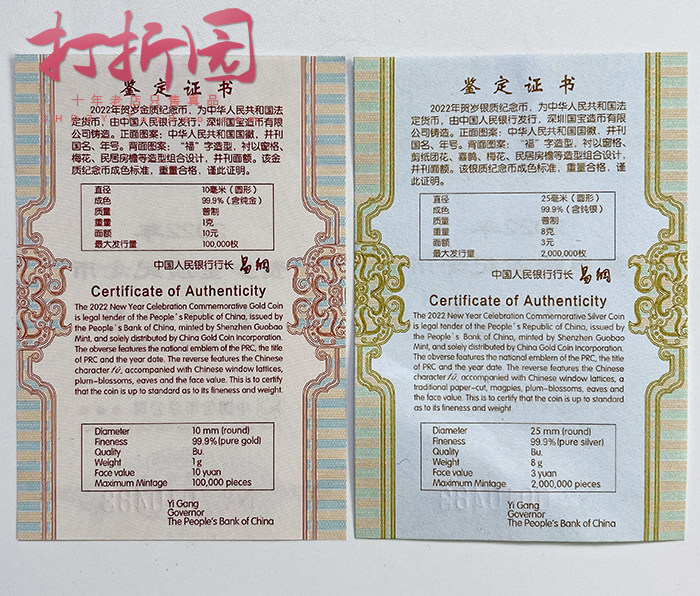 打折园
十年老店只售真品
鉴定证书
2022年贺岁金质纪念币，为中华人民共和国法
定货币，由中国人民银行发行，深圳国宝造币有限
公司铸造。正面图案：中华人民共和国国徽，并刊
国名、年号。背面图案：“福”字造型，衬以窗格、
梅花、民居房檐等造型组合设计，并刊面额。该金
质纪念币成色标准，重量合格，谨此证明。
直径 10毫米（圆形）
成色 99.9%（含纯金）
质量 普制
重量 1克
面额 10元
最大发行量 100,000枚
中国人民银行行长 易纲
Certificate of Authenticity
The 2022 New Year Celebration Commemorative Gold Coin
is legal tender of the People's Republic of China, issued by
the People's Bank of China, minted by Shenzhen Guobao
Mint, and solely distributed by China Gold Coin Incorporation.
The obverse features the national emblem of the PRC, the title
of PRC and the year date. The reverse features the Chinese
character fú, accompanied with Chinese window lattices,
plum-blossoms, eaves and the face value. This is to certify
that the coin is up to standard as to its fineness and weight.
Diameter 10 mm (round)
Fineness 99.9% (pure gold)
Quality Bu.
Weight 1 g
Face value 10 yuan
Maximum Mintage 100,000 pieces
Yi Gang
Governor
The People's Bank of China
鉴定证书
2022年贺岁银质纪念币，为中华人民共和国法
定货币，由中国人民银行发行，深圳国宝造币有限
公司铸造。正面图案：中华人民共和国国徽，并刊
国名、年号。背面图案：“福”字造型，衬以窗格、
剪纸团花、喜鹊、梅花、民居房檐等造型组合设计，
并刊面额。该银质纪念币成色标准，重量合格，谨
此证明。
直径 25毫米（圆形）
成色 99.9%（含纯银）
质量 普制
重量 8克
面额 3元
最大发行量 2,000,000枚
中国人民银行行长 易纲
Certificate of Authenticity
The 2022 New Year Celebration Commemorative Silver Coin
is legal tender of the People's Republic of China, issued by
the People's Bank of China, minted by Shenzhen Guobao
Mint, and solely distributed by China Gold Coin Incorporation.
The obverse features the national emblem of the PRC, the title
of PRC and the year date. The reverse features the Chinese
character fú, accompanied with Chinese window lattices, a
traditional paper-cut, magpies, plum-blossoms, eaves and
the face value. This is to certify that the coin is up to standard
as to its fineness and weight.
Diameter 25 mm (round)
Fineness 99.9% (pure silver)
Quality Bu.
Weight 8 g
Face value 3 yuan
Maximum Mintage 2,000,000 pieces
Yi Gang
Governor
The People's Bank of China